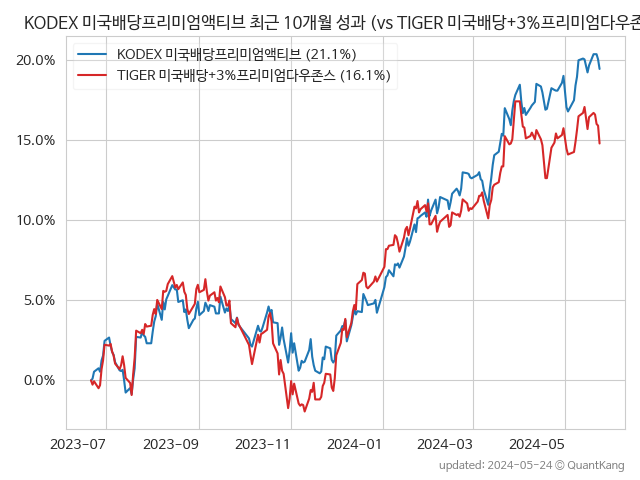 KODEX 미국배당프리미엄액티브 최근 10개월 성과 (vs TIGER 미국배당+3%프리미엄다우존
KODEX 미국배당프리미엄액티브 (21.1%)
TIGER 미국배당+3%프리미엄다우존스 (16.1%)
20.0%
15.0%
10.0%
5.0%
0.0%
2023-07 2023-09 2023-11 2024-01 2024-03 2024-05
updated: 2024-05-24 © QuantKang